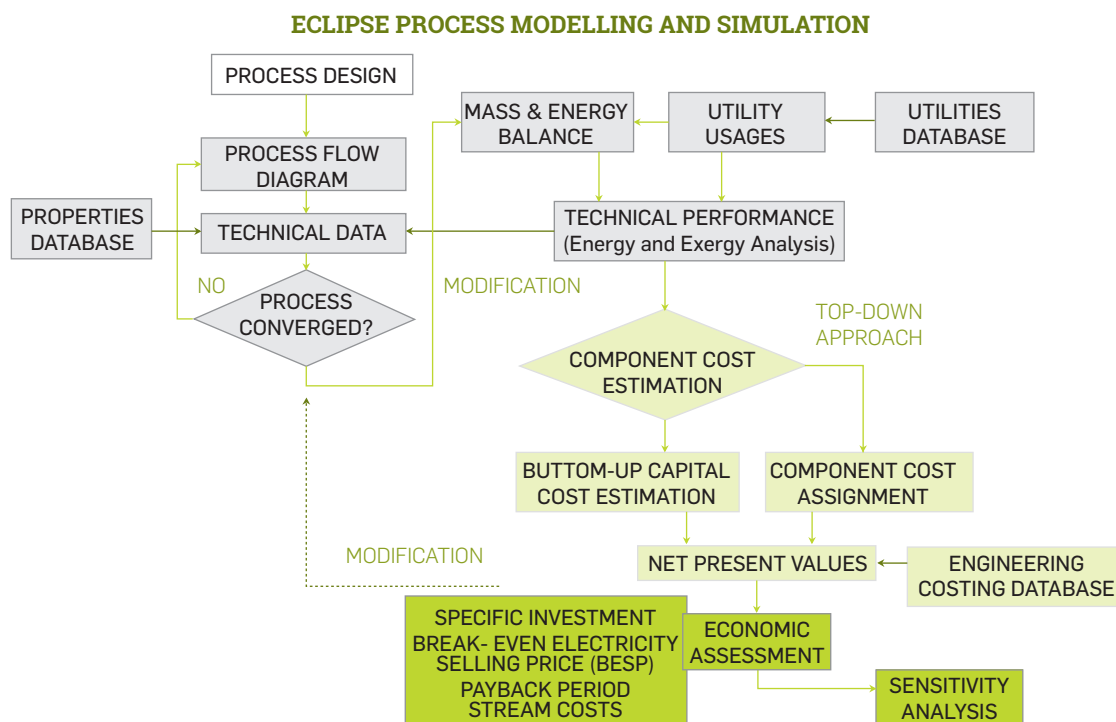 ECLIPSE PROCESS MODELLING AND SIMULATION
PROCESS DESIGN
MASS & ENERGY
BALANCE
UTILITY
USAGES
UTILITIES
DATABASE
PROCESS FLOW
DIAGRAM
PROPERTIES
DATABASE
TECHNICAL DATA
TECHNICAL PERFORMANCE
(Energy and Exergy Analysis)
NO
MODIFICATION
PROCESS
CONVERGED?
TOP-DOWN
APPROACH
COMPONENT COST
ESTIMATION
BUTTOM-UP CAPITAL
COST ESTIMATION
COMPONENT COST
ASSIGNMENT
MODIFICATION
NET PRESENT VALUES
ENGINEERING
COSTING DATABASE
SPECIFIC INVESTMENT
BREAK- EVEN ELECTRICITY
SELLING PRICE (BESP)
PAYBACK PERIOD
STREAM COSTS
ECONOMIC
ASSESSMENT
SENSITIVITY
ANALYSIS